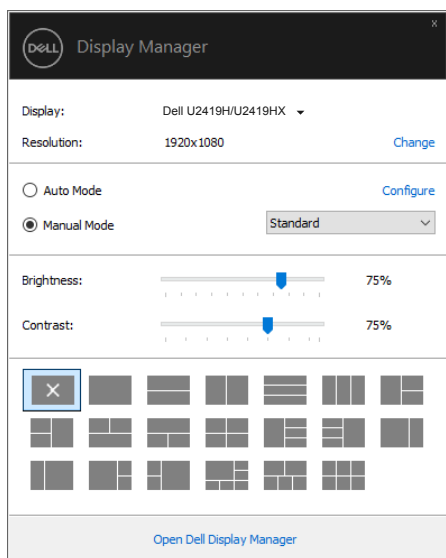 x
DELL Display Manager
Display: Dell U2419H/U2419HX
Resolution: 1920x1080 Change
Auto Mode Configure
Manual Mode Standard
Brightness: 75%
Contrast: 75%
Open Dell Display Manager